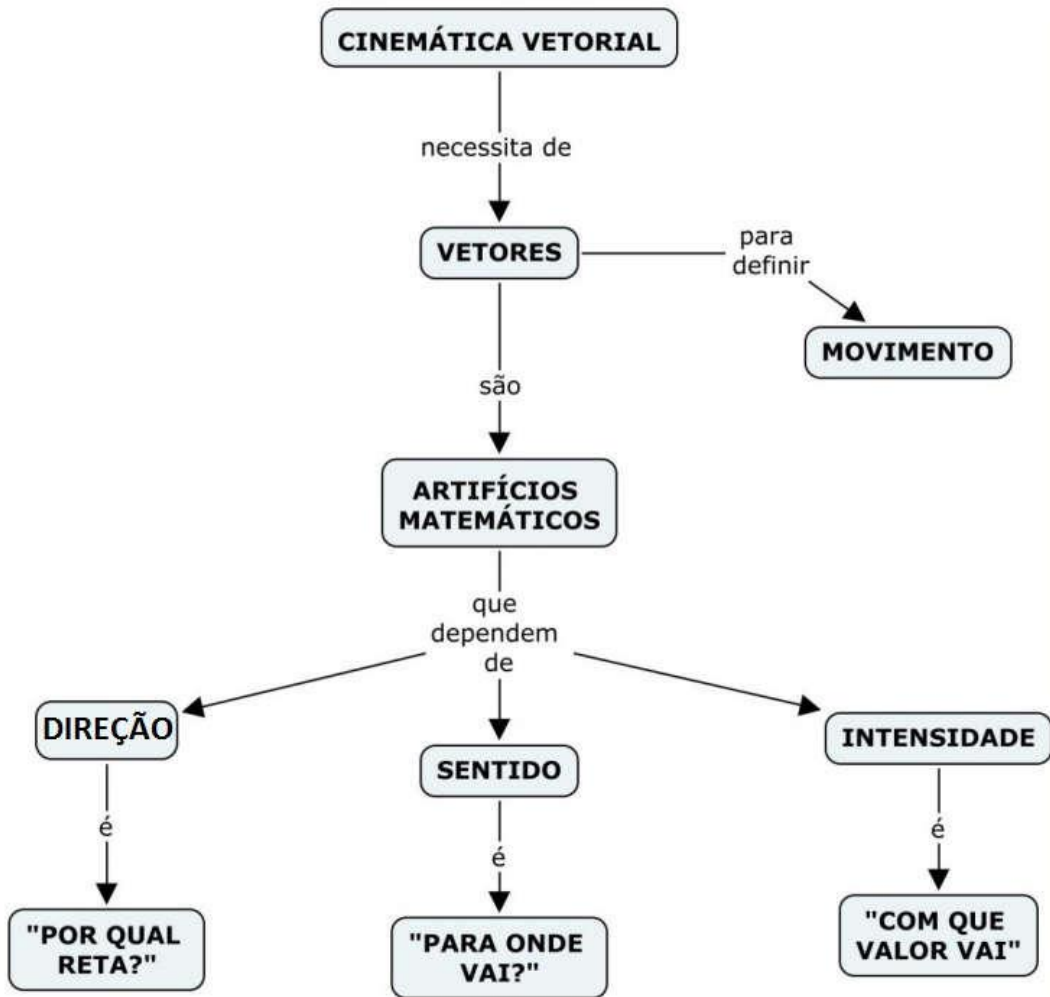 CINEMÁTICA VETORIAL
necessita de
VETORES
para
definir
MOVIMENTO
são
ARTIFÍCIOS
MATEMÁTICOS
que
dependem
de
DIREÇÃO
SENTIDO
INTENSIDADE
é
é
é
"POR QUAL
RETA?"
"PARA ONDE
VAI?"
"COM QUE
VALOR VAI"